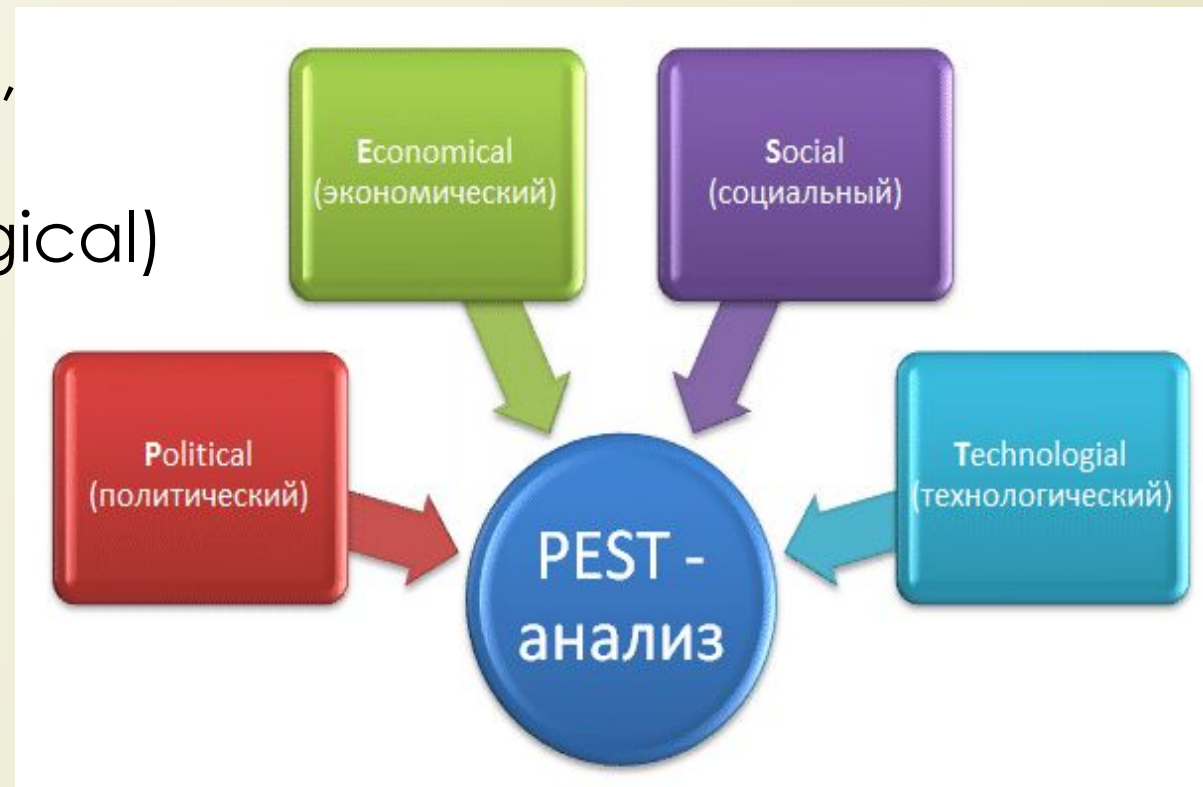 ,
gical)
Economical
(экономический)
Social
(социальный)
Political
(политический)
Technologial
(технологический)
PEST -
анализ